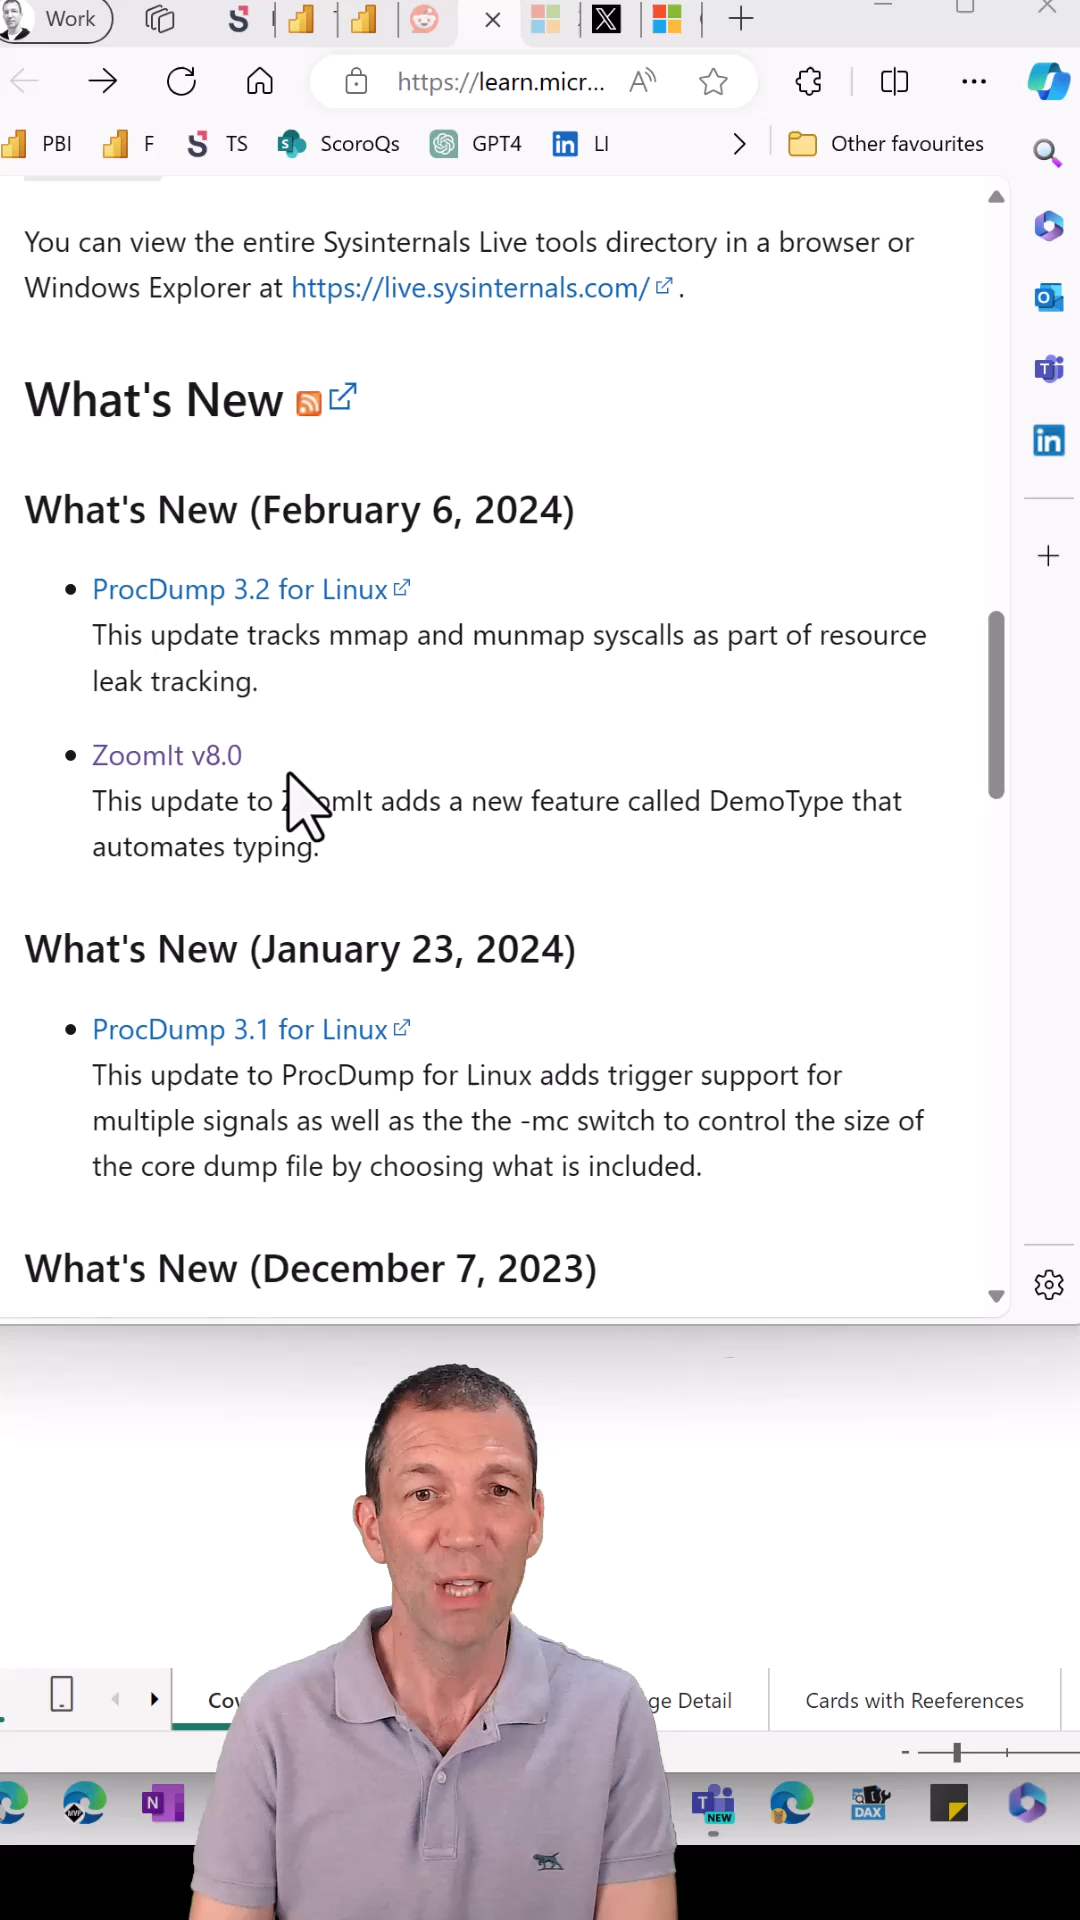 Work
https://learn.micr...
PBI
F
TS
ScoroQs
GPT4
LI
Other favourites
You can view the entire Sysinternals Live tools directory in a browser or
Windows Explorer at https://live.sysinternals.com/ .
What's New
What's New (February 6, 2024)
ProcDump 3.2 for Linux
This update tracks mmap and munmap syscalls as part of resource
leak tracking.
ZoomIt v8.0
This update to ZoomIt adds a new feature called DemoType that
automates typing.
What's New (January 23, 2024)
ProcDump 3.1 for Linux
This update to ProcDump for Linux adds trigger support for
multiple signals as well as the the -mc switch to control the size of
the core dump file by choosing what is included.
What's New (December 7, 2023)
ge Detail
Cards with Reeferences
NEW
DAX